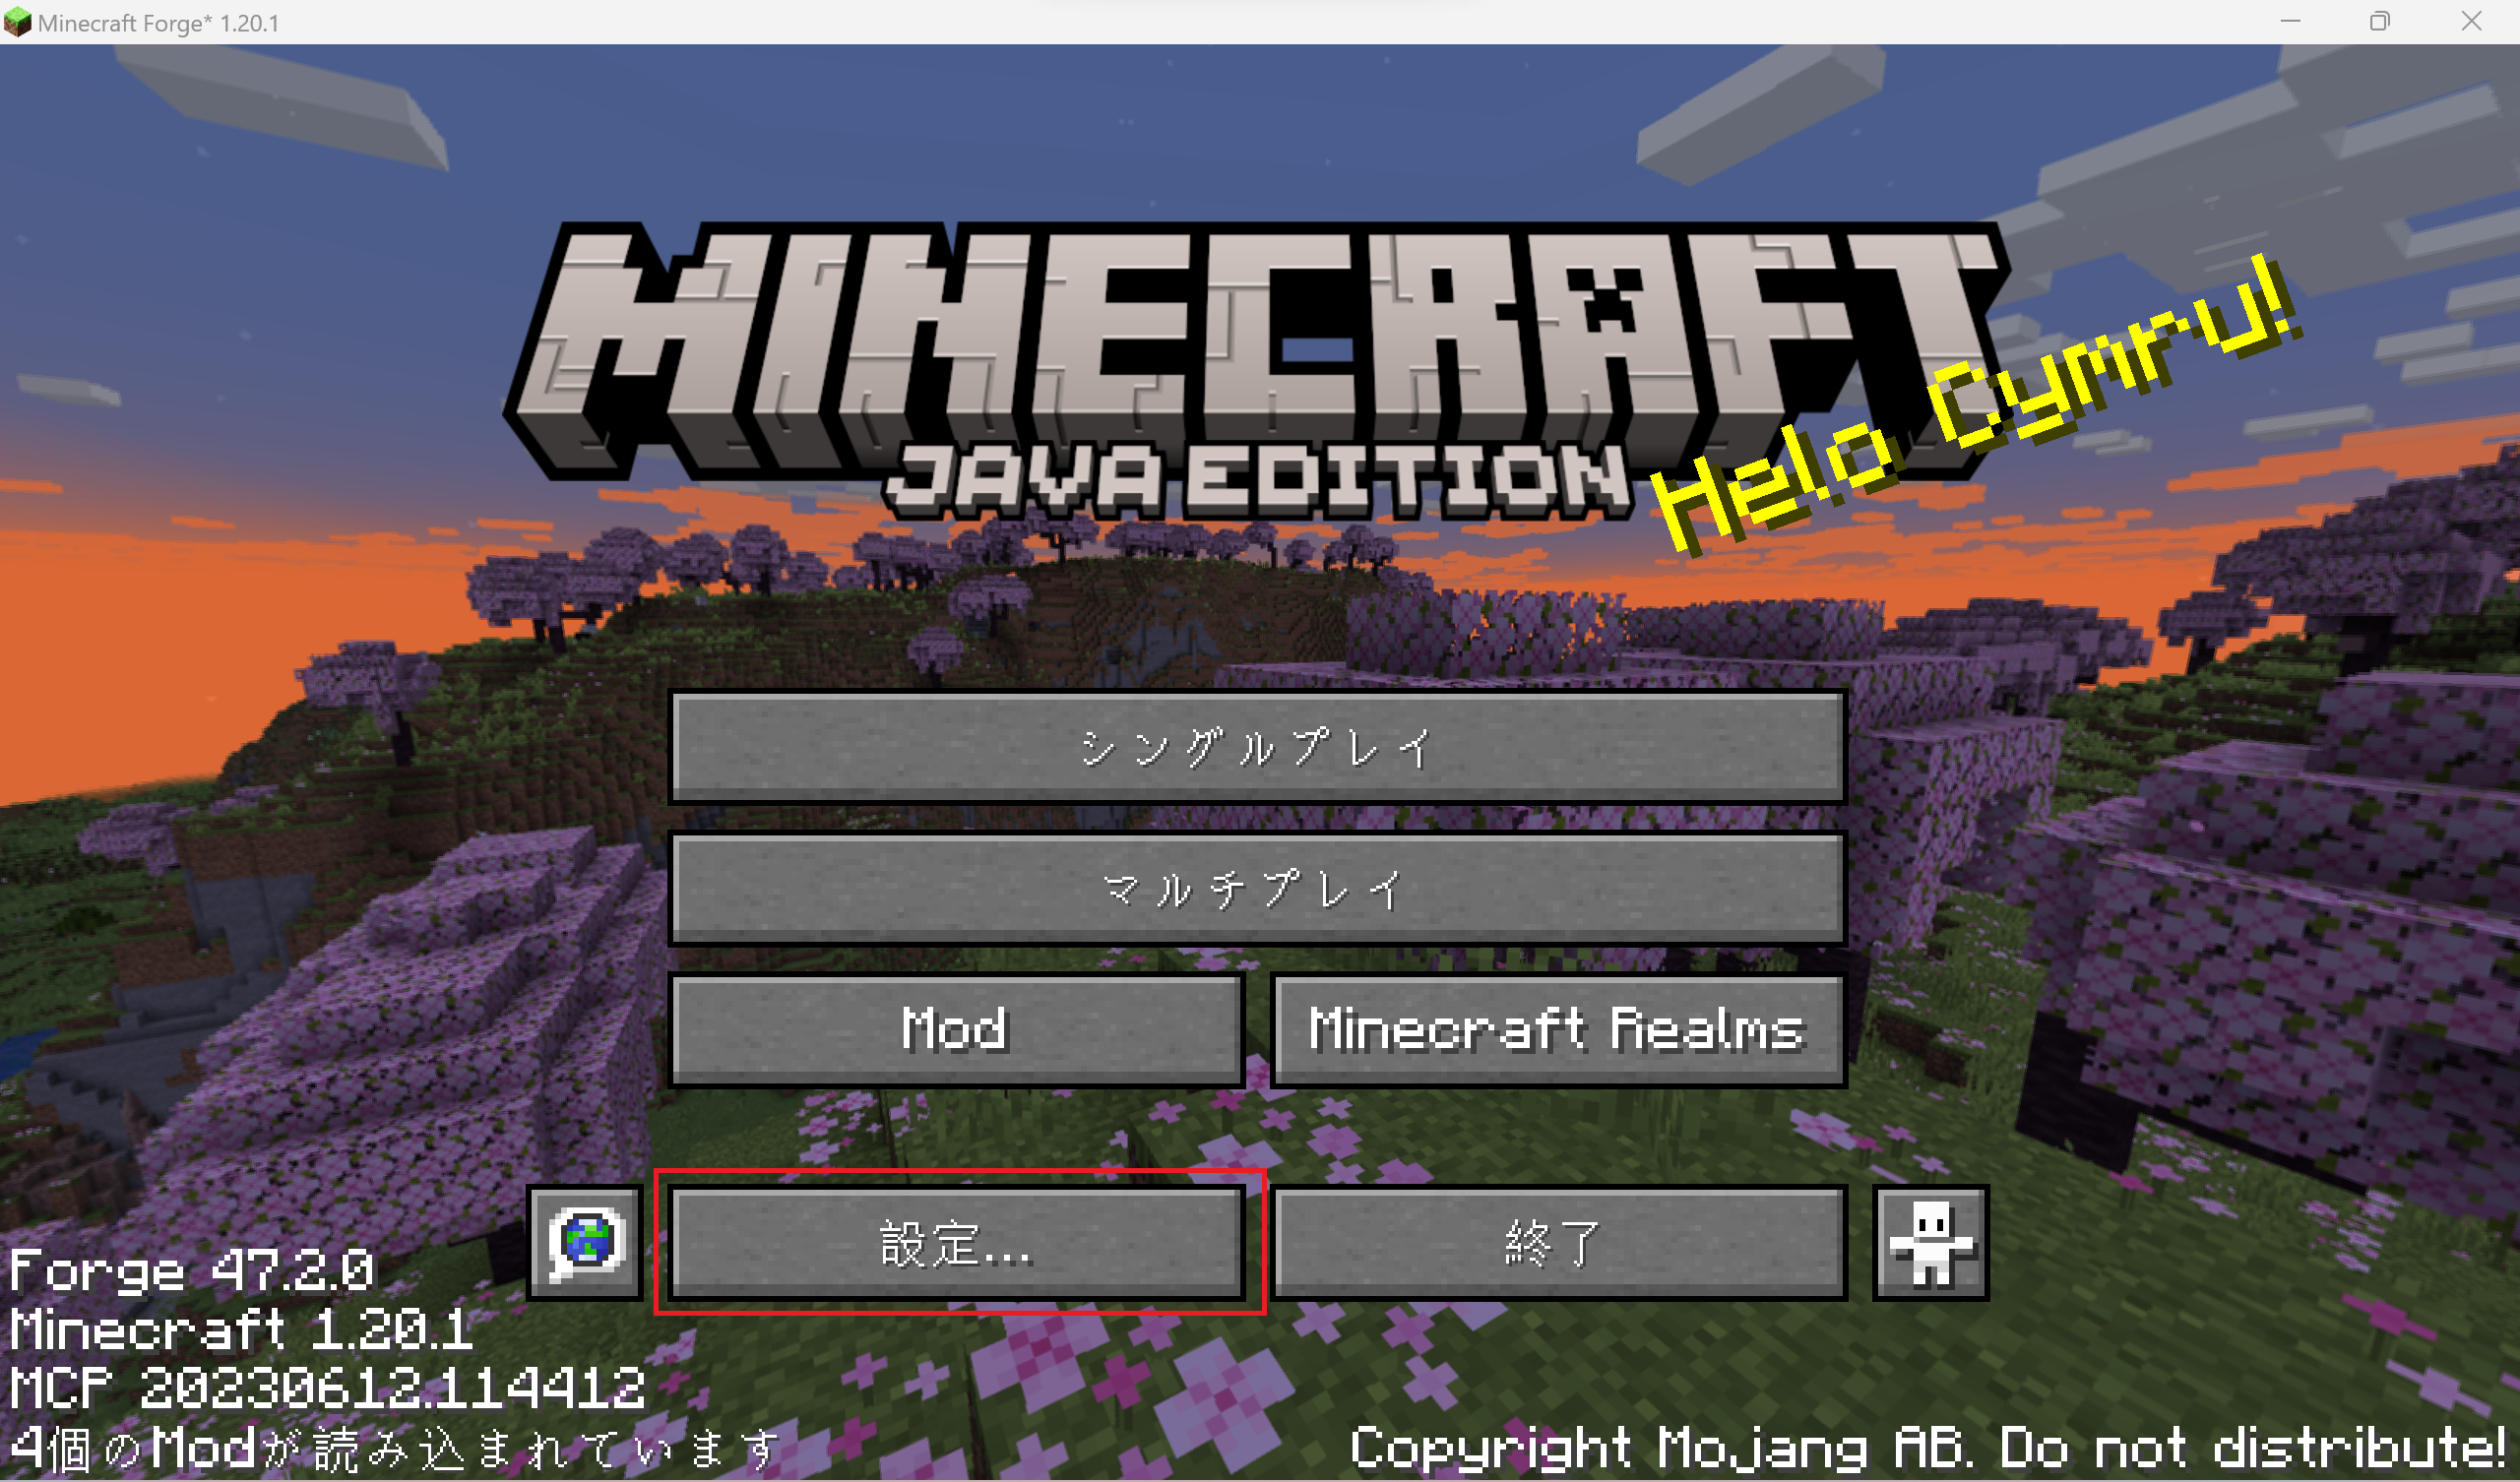 Minecraft Forge* 1.20.1
MINECRAFT
JAVA EDITION
Helo Cymru!
シングルプレイ
マルチプレイ
Mod
Minecraft Realms
設定...
終了
Forge 47.2.0
Minecraft 1.20.1
MCP 20230612.114412
4個のModが読み込まれています
Copyright Mojang AB. Do not distribute!